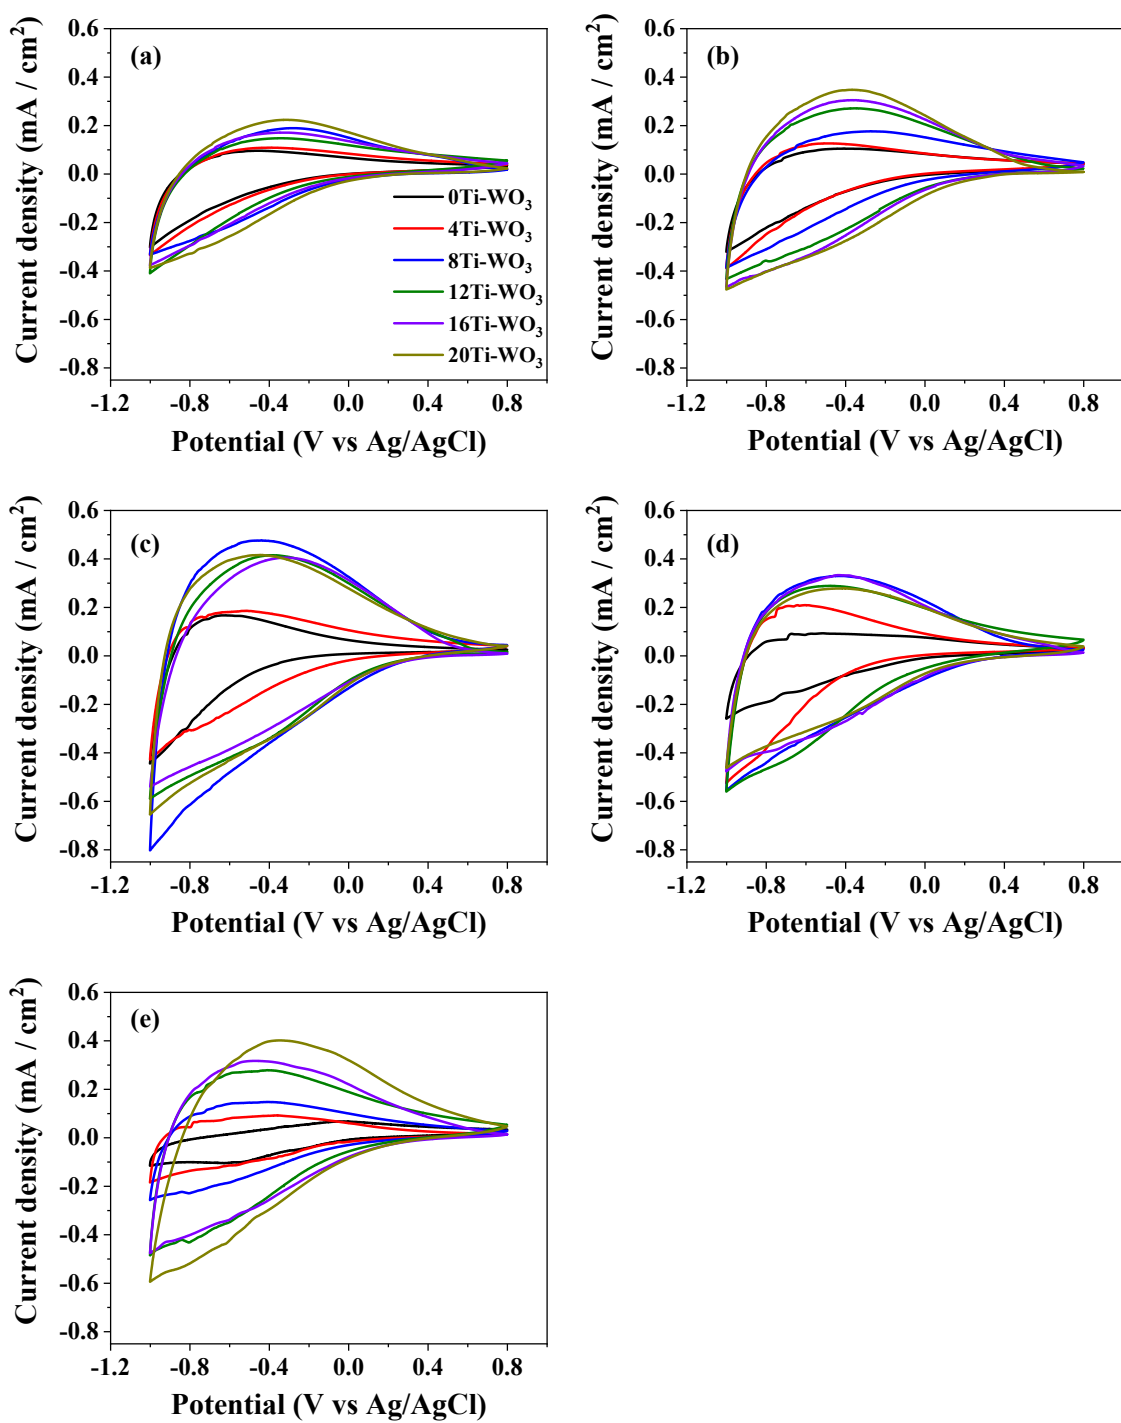 (a)
Current density (mA / cm²)
0.6
0.4
0.2
0.0
-0.2
-0.4
-0.6
-0.8
0Ti-WO₃
4Ti-WO₃
8Ti-WO₃
12Ti-WO₃
16Ti-WO₃
20Ti-WO₃
-1.2 -0.8 -0.4 0.0 0.4 0.8
Potential (V vs Ag/AgCl)
(b)
Current density (mA / cm²)
0.6
0.4
0.2
0.0
-0.2
-0.4
-0.6
-0.8
-1.2 -0.8 -0.4 0.0 0.4 0.8
Potential (V vs Ag/AgCl)
(c)
Current density (mA / cm²)
0.6
0.4
0.2
0.0
-0.2
-0.4
-0.6
-0.8
-1.2 -0.8 -0.4 0.0 0.4 0.8
Potential (V vs Ag/AgCl)
(d)
Current density (mA / cm²)
0.6
0.4
0.2
0.0
-0.2
-0.4
-0.6
-0.8
-1.2 -0.8 -0.4 0.0 0.4 0.8
Potential (V vs Ag/AgCl)
(e)
Current density (mA / cm²)
0.6
0.4
0.2
0.0
-0.2
-0.4
-0.6
-0.8
-1.2 -0.8 -0.4 0.0 0.4 0.8
Potential (V vs Ag/AgCl)